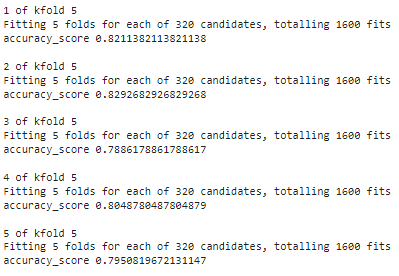 1 of kfold 5
Fitting 5 folds for each of 320 candidates, totalling 1600 fits
accuracy_score 0.8211382113821138
2 of kfold 5
Fitting 5 folds for each of 320 candidates, totalling 1600 fits
accuracy_score 0.8292682926829268
3 of kfold 5
Fitting 5 folds for each of 320 candidates, totalling 1600 fits
accuracy_score 0.7886178861788617
4 of kfold 5
Fitting 5 folds for each of 320 candidates, totalling 1600 fits
accuracy_score 0.8048780487804879
5 of kfold 5
Fitting 5 folds for each of 320 candidates, totalling 1600 fits
accuracy_score 0.7950819672131147